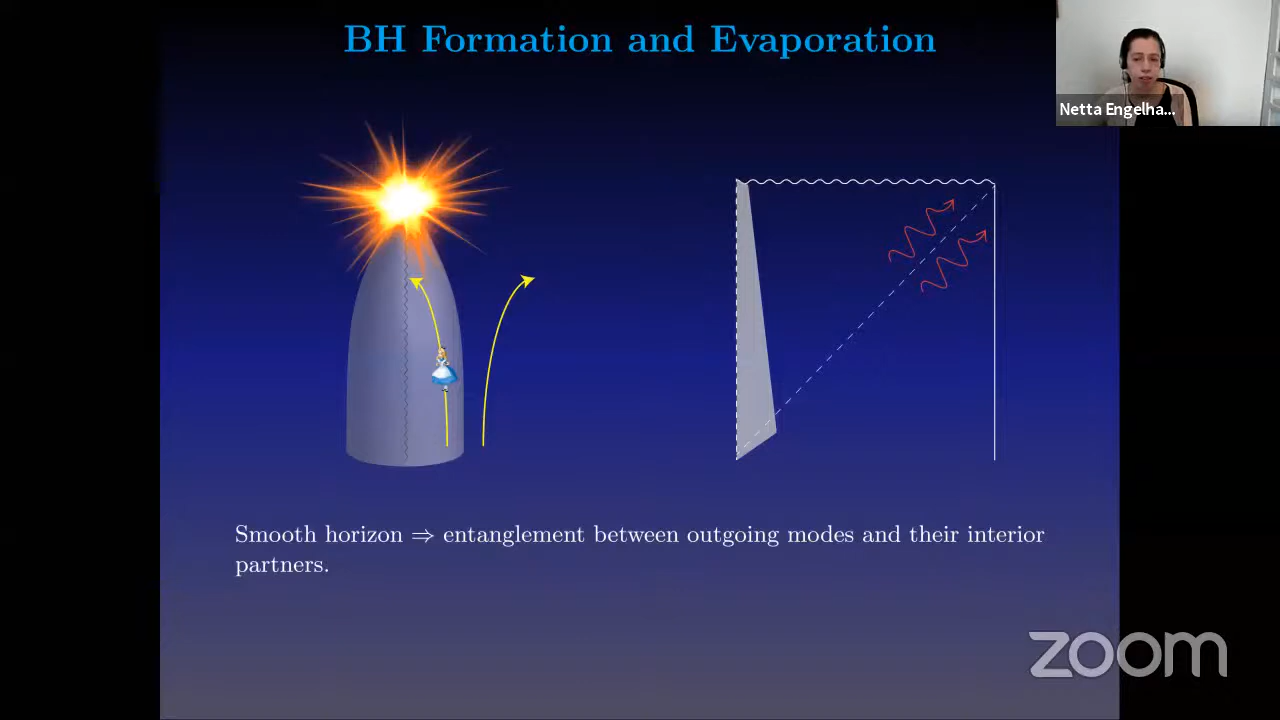 BH Formation and Evaporation
Netta Engelha...
Smooth horizon ⇒ entanglement between outgoing modes and their interior
partners.
zoom